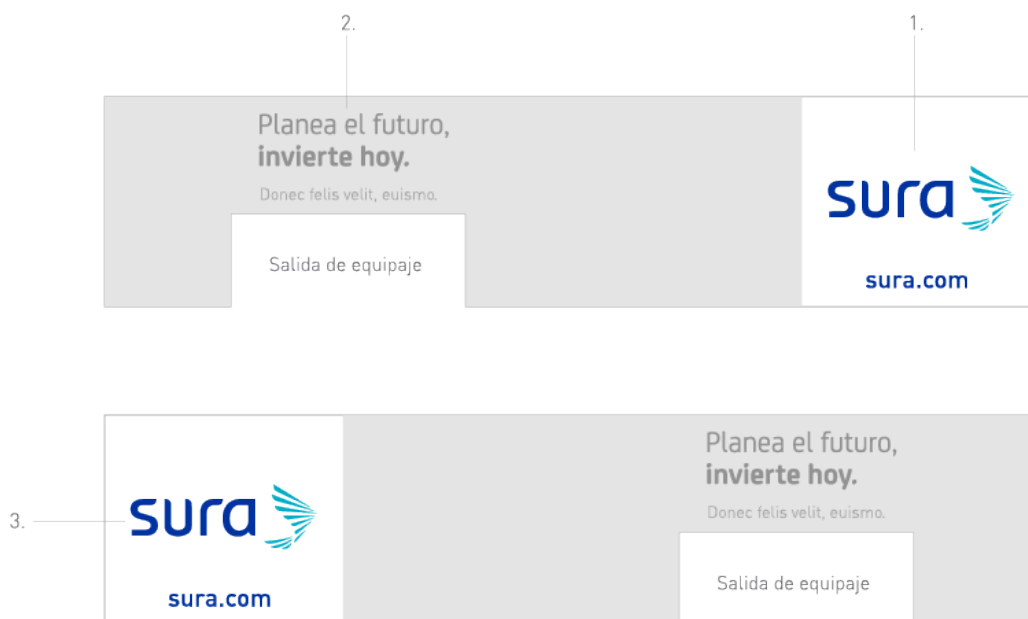 2.
1.
Planea el futuro,
invierte hoy.
Donec felis velit, euismo.
Salida de equipaje
sura
sura.com
Planea el futuro,
invierte hoy.
Donec felis velit, euismo.
Salida de equipaje
3.
sura
sura.com